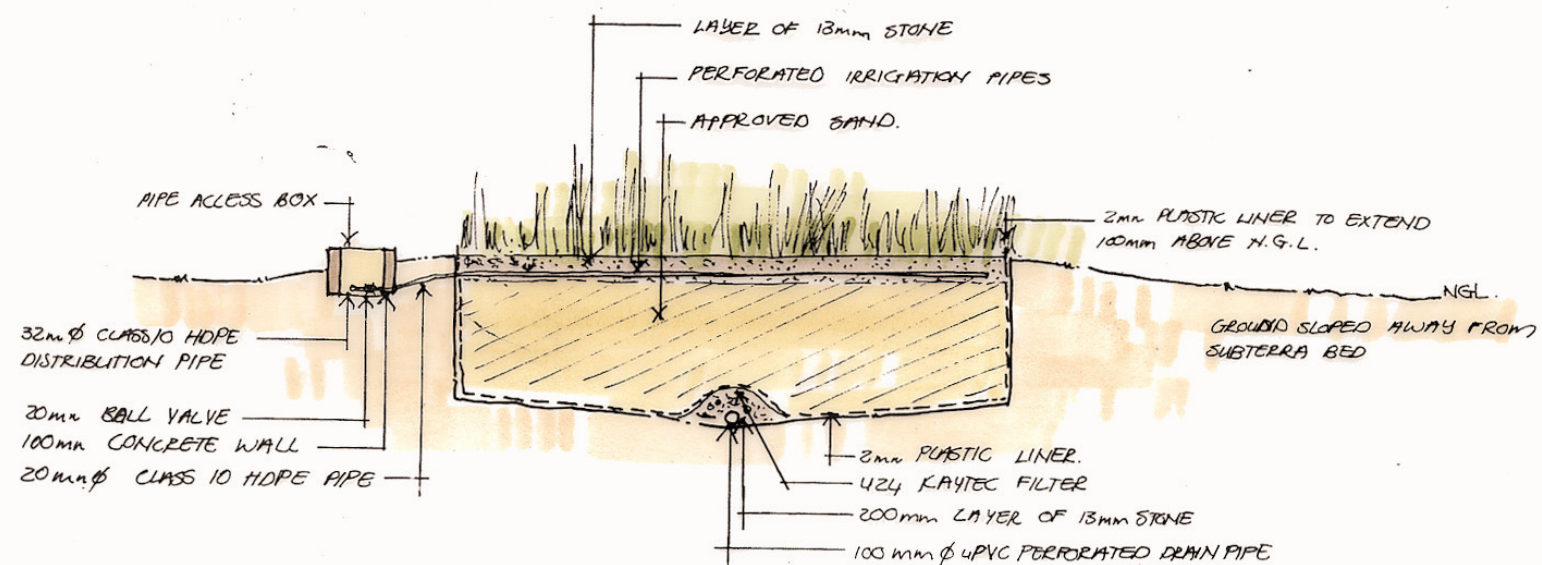 LAYER OF 13mm STONE
PERFORATED IRRIGATION PIPES
APPROVED SAND.
PIPE ACCESS BOX
2mm PLASTIC LINER TO EXTEND
100mm ABOVE N.G.L.
NGL.
GROUND SLOPED AWAY FROM
SUBTERRA BED
32mm Ø CLASS 10 HDPE
DISTRIBUTION PIPE
20mm BALL VALVE
100mm CONCRETE WALL
20mm Ø CLASS 10 HDPE PIPE
2mm PLASTIC LINER.
424 KAYTEC FILTER
200mm LAYER OF 13mm STONE
100 mm Ø uPVC PERFORATED DRAIN PIPE